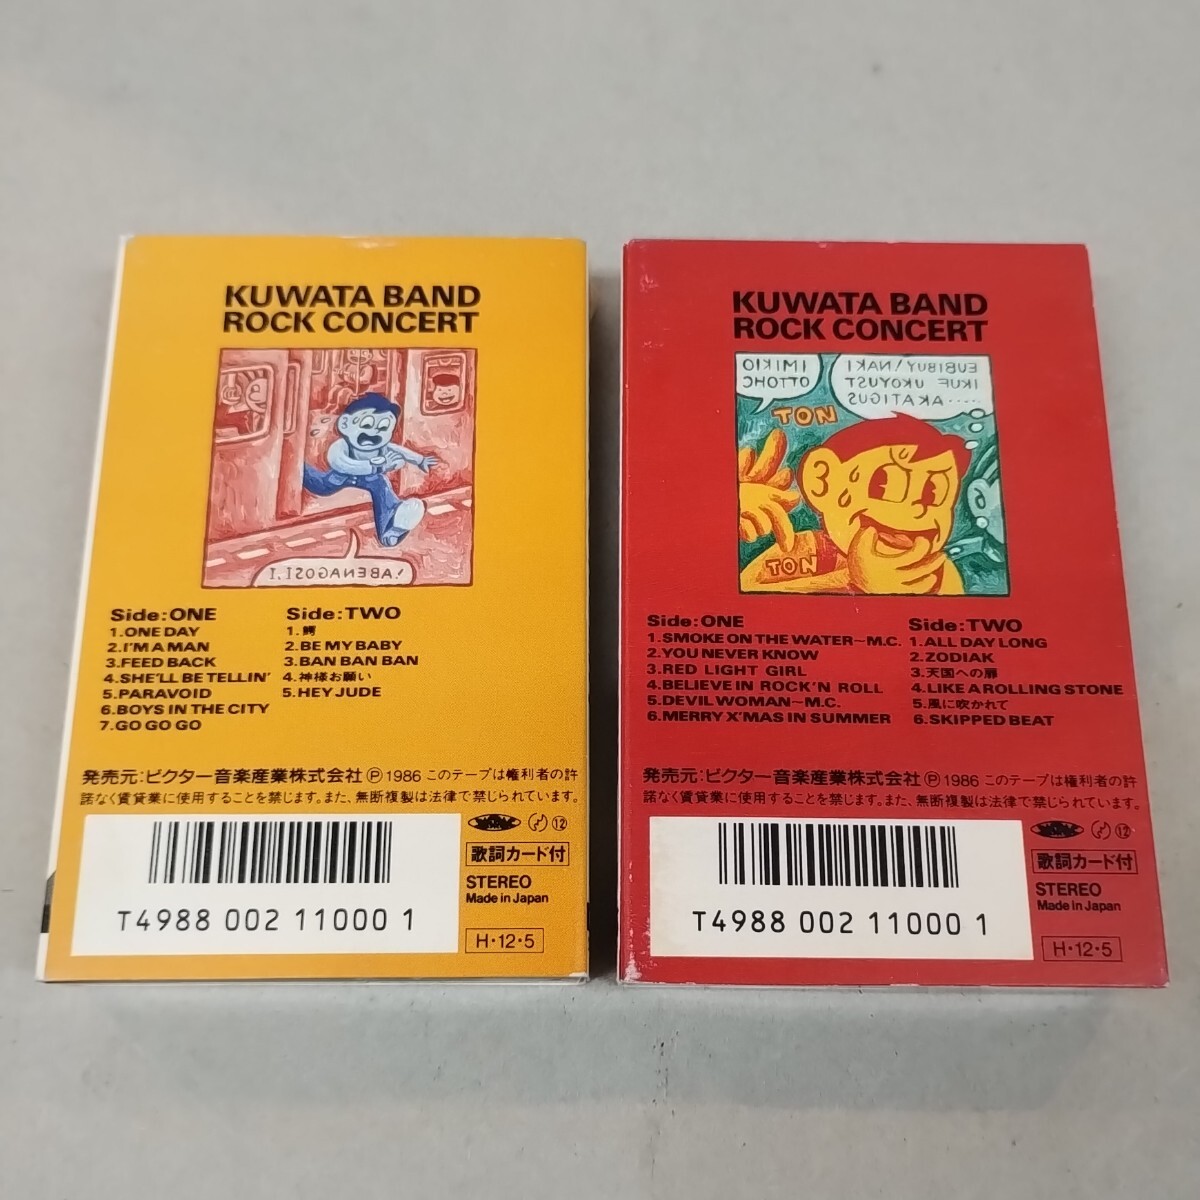 KUWATA BAND
ROCK CONCERT
I.ISOGANEBA!
Side:ONE
1.ONE DAY
2.I'M A MAN
3.FEED BACK
4.SHE'LL BE TELLIN'
5.PARAVOID
6.BOYS IN THE CITY
7.GO GO GO
Side:TWO
1.鰐
2.BE MY BABY
3.BAN BAN BAN
4.神様お願い
5.HEY JUDE
発売元:ビクター音楽産業株式会社 Ⓟ 1986 このテープは権利者の許
諾なく賃貸業に使用することを禁じます。また、無断複製は法律で禁じられています。
T4988 002 11000 1
⑫
歌詞カード付
STEREO
Made in Japan
H・12・5
KUWATA BAND
ROCK CONCERT
OIKIMI
CHOTTO
IKAN!YUBIBUE
TSUYOKU FUKI
SUGITAKA....
TON
TON
Side:ONE
1.SMOKE ON THE WATER~M.C.
2.YOU NEVER KNOW
3.RED LIGHT GIRL
4.BELIEVE IN ROCK'N ROLL
5.DEVIL WOMAN~M.C.
6.MERRY X'MAS IN SUMMER
Side:TWO
1.ALL DAY LONG
2.ZODIAK
3.天国への扉
4.LIKE A ROLLING STONE
5.風に吹かれて
6.SKIPPED BEAT
発売元:ビクター音楽産業株式会社 Ⓟ 1986 このテープは権利者の許
諾なく賃貸業に使用することを禁じます。また、無断複製は法律で禁じられています。
T4988 002 11000 1
⑫
歌詞カード付
STEREO
Made in Japan
H・12・5